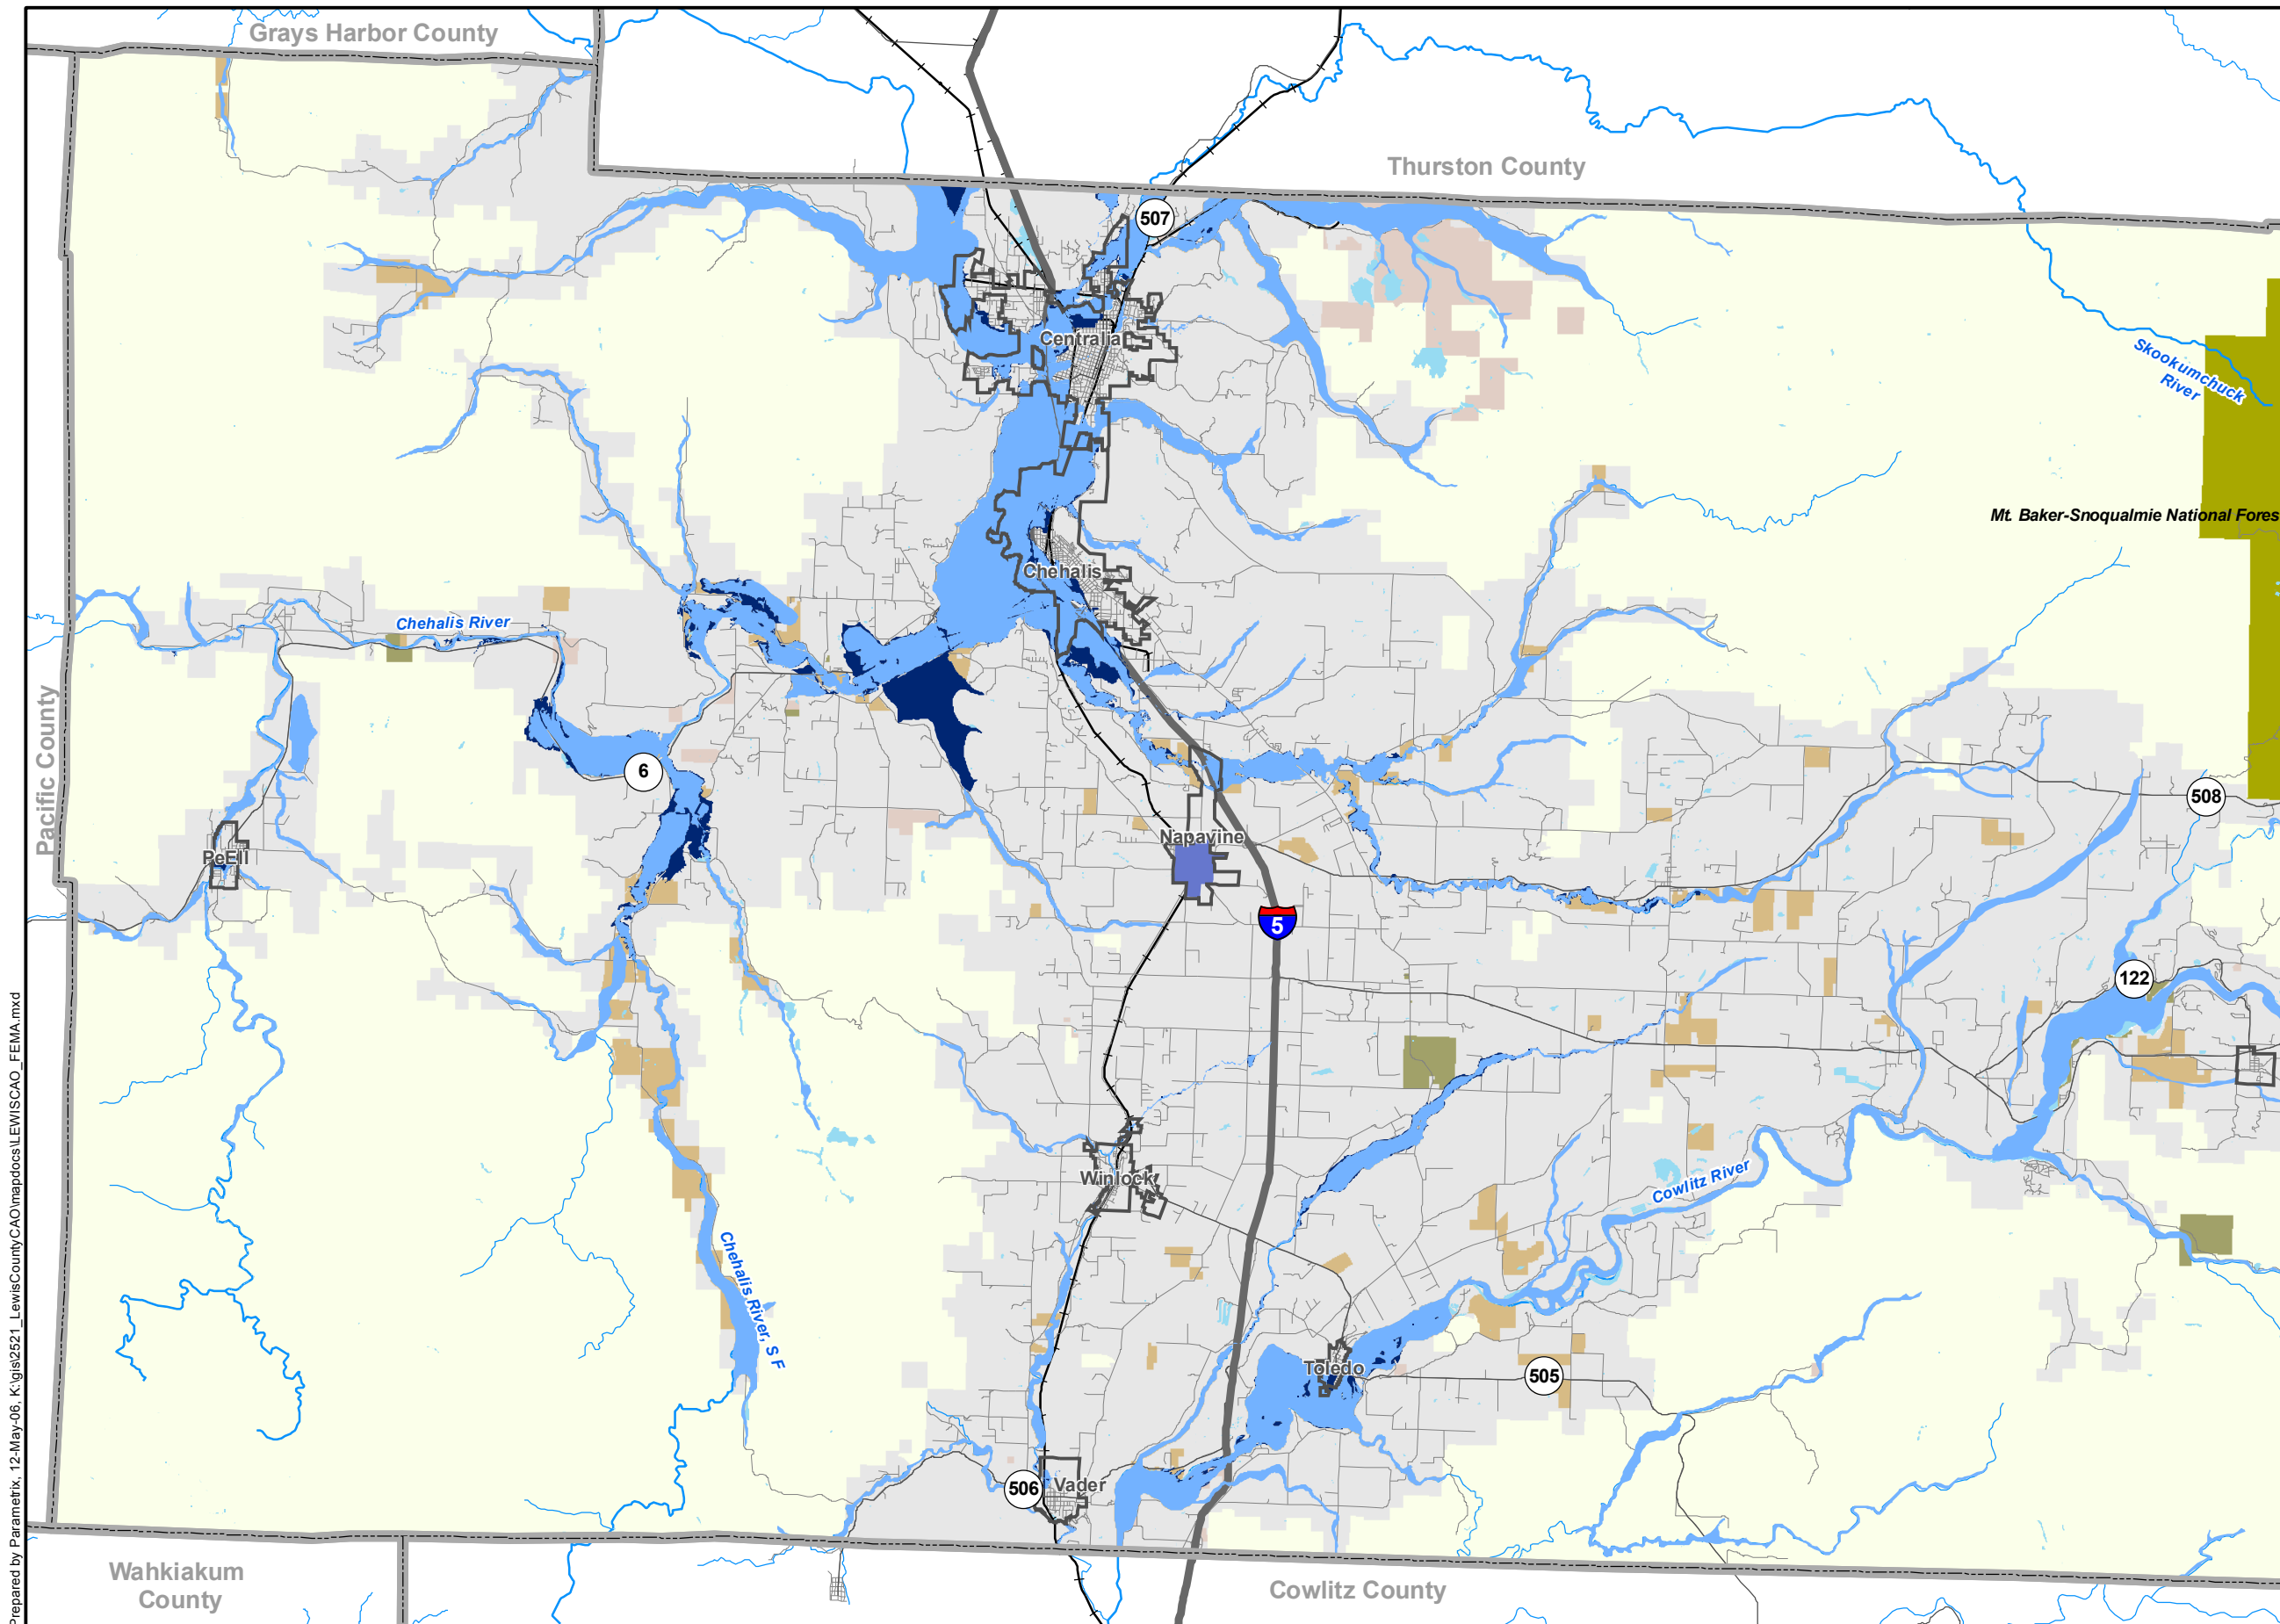 Grays Harbor County
Thurston County
507
Centralia
Skookumchuck
River
Mt. Baker-Snoqualmie National Fores
Chehalis
Chehalis River
Pacific County
6
508
Napavine
PeEll
5
122
Winlock
Cowlitz River
Chehalis River, S F
Toledo
505
506
Vader
Wahkiakum
County
Cowlitz County
Prepared by Parametrix, 12-May-06, K:\gis\2521_LewisCountyCAO\mapdocs\LEWISCAO_FEMA.mxd